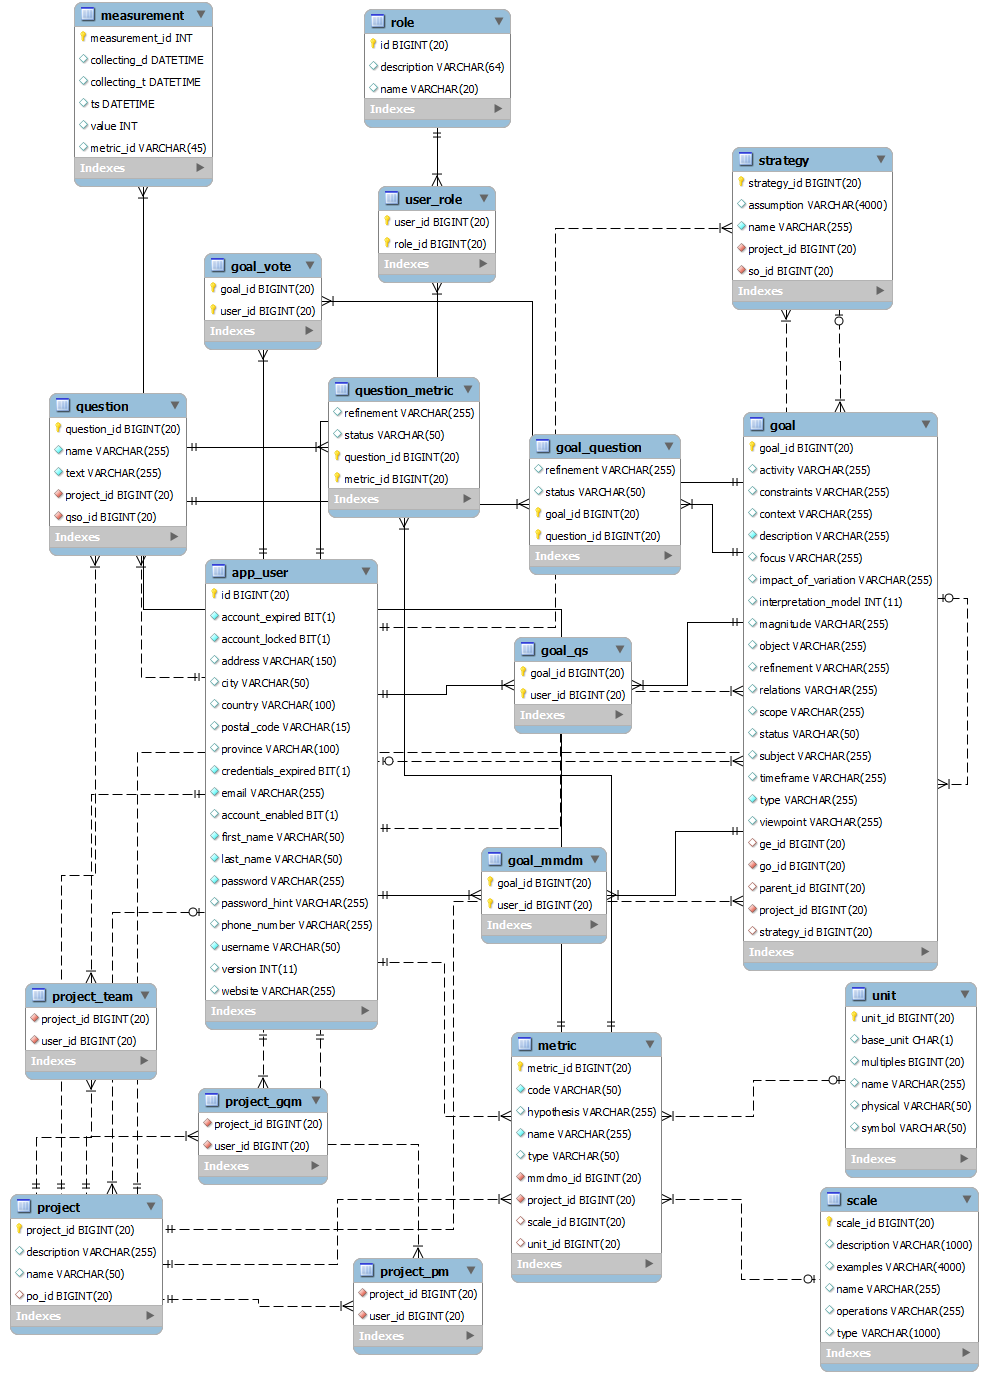 measurement
measurement_id INT
collecting_d DATETIME
collecting_t DATETIME
ts DATETIME
value INT
metric_id VARCHAR(45)
Indexes
role
id BIGINT(20)
description VARCHAR(64)
name VARCHAR(20)
Indexes
strategy
strategy_id BIGINT(20)
assumption VARCHAR(4000)
name VARCHAR(255)
project_id BIGINT(20)
so_id BIGINT(20)
Indexes
user_role
user_id BIGINT(20)
role_id BIGINT(20)
Indexes
goal_vote
goal_id BIGINT(20)
user_id BIGINT(20)
Indexes
question
question_id BIGINT(20)
name VARCHAR(255)
text VARCHAR(255)
project_id BIGINT(20)
qso_id BIGINT(20)
Indexes
question_metric
refinement VARCHAR(255)
status VARCHAR(50)
question_id BIGINT(20)
metric_id BIGINT(20)
Indexes
goal_question
refinement VARCHAR(255)
status VARCHAR(50)
goal_id BIGINT(20)
question_id BIGINT(20)
Indexes
goal
goal_id BIGINT(20)
activity VARCHAR(255)
constraints VARCHAR(255)
context VARCHAR(255)
description VARCHAR(255)
focus VARCHAR(255)
impact_of_variation VARCHAR(255)
interpretation_model INT(11)
magnitude VARCHAR(255)
object VARCHAR(255)
refinement VARCHAR(255)
relations VARCHAR(255)
scope VARCHAR(255)
status VARCHAR(50)
subject VARCHAR(255)
timeframe VARCHAR(255)
type VARCHAR(255)
viewpoint VARCHAR(255)
ge_id BIGINT(20)
go_id BIGINT(20)
parent_id BIGINT(20)
project_id BIGINT(20)
strategy_id BIGINT(20)
Indexes
app_user
id BIGINT(20)
account_expired BIT(1)
account_locked BIT(1)
address VARCHAR(150)
city VARCHAR(50)
country VARCHAR(100)
postal_code VARCHAR(15)
province VARCHAR(100)
credentials_expired BIT(1)
email VARCHAR(255)
account_enabled BIT(1)
first_name VARCHAR(50)
last_name VARCHAR(50)
password VARCHAR(255)
password_hint VARCHAR(255)
phone_number VARCHAR(255)
username VARCHAR(50)
version INT(11)
website VARCHAR(255)
Indexes
goal_qs
goal_id BIGINT(20)
user_id BIGINT(20)
Indexes
goal_mmdm
goal_id BIGINT(20)
user_id BIGINT(20)
Indexes
project_team
project_id BIGINT(20)
user_id BIGINT(20)
Indexes
unit
unit_id BIGINT(20)
base_unit CHAR(1)
multiples BIGINT(20)
name VARCHAR(255)
physical VARCHAR(50)
symbol VARCHAR(50)
Indexes
metric
metric_id BIGINT(20)
code VARCHAR(50)
hypothesis VARCHAR(255)
name VARCHAR(255)
type VARCHAR(50)
mmdmo_id BIGINT(20)
project_id BIGINT(20)
scale_id BIGINT(20)
unit_id BIGINT(20)
Indexes
project_gqm
project_id BIGINT(20)
user_id BIGINT(20)
Indexes
project
project_id BIGINT(20)
description VARCHAR(255)
name VARCHAR(50)
po_id BIGINT(20)
Indexes
project_pm
project_id BIGINT(20)
user_id BIGINT(20)
Indexes
scale
scale_id BIGINT(20)
description VARCHAR(1000)
examples VARCHAR(4000)
name VARCHAR(255)
operations VARCHAR(255)
type VARCHAR(1000)
Indexes